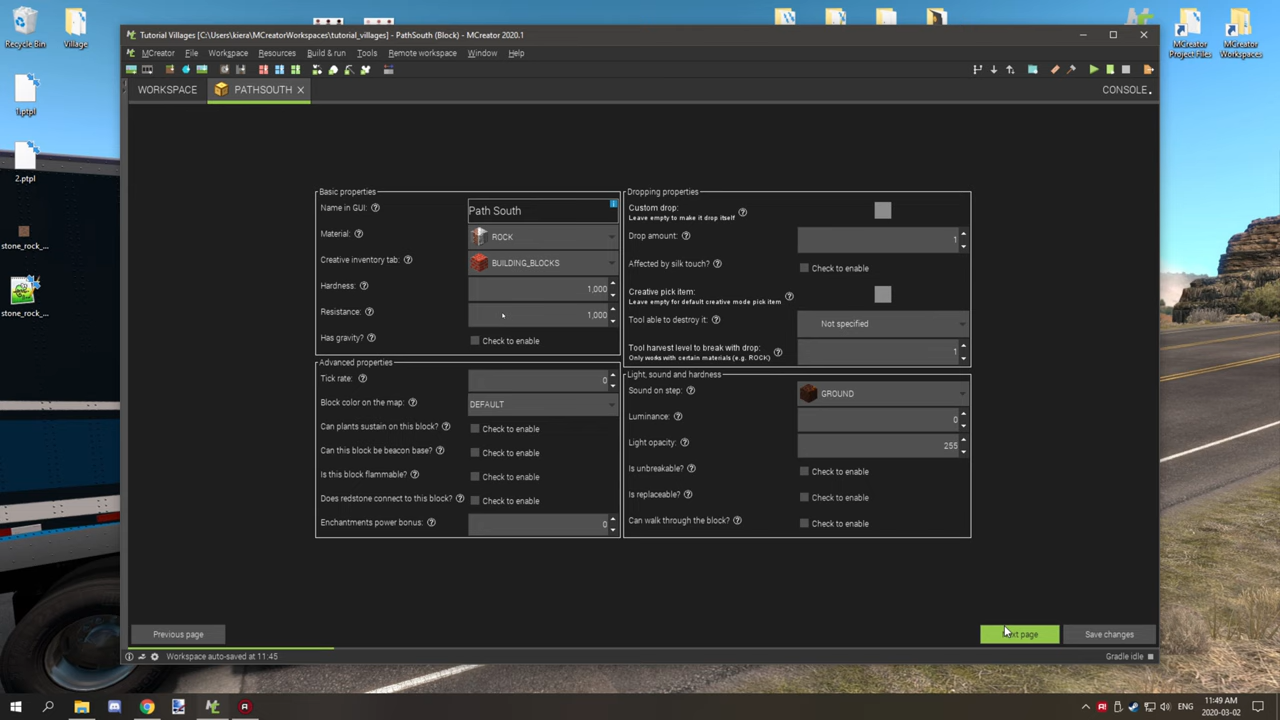 Recycle Bin
Village
1.ptpl
2.ptpl
stone_rock_...
stone_rock_...
MCreator Project Files
MCreator Workspaces
Tutorial Villages [C:\Users\kiera\MCreatorWorkspaces\tutorial_villages] - PathSouth (Block) - MCreator 2020.1
MCreator File Workspace Resources Build & run Tools Remote workspace Window Help
WORKSPACE PATHSOUTH CONSOLE
Basic properties
Name in GUI: Path South
Material: ROCK
Creative inventory tab: BUILDING_BLOCKS
Hardness: 1,000
Resistance: 1,000
Has gravity? Check to enable
Advanced properties
Tick rate: 0
Block color on the map: DEFAULT
Can plants sustain on this block? Check to enable
Can this block be beacon base? Check to enable
Is this block flammable? Check to enable
Does redstone connect to this block? Check to enable
Enchantments power bonus: 0
Dropping properties
Custom drop:
Leave empty to make it drop itself
Drop amount: 1
Affected by silk touch? Check to enable
Creative pick item:
Leave empty for default creative mode pick item
Tool able to destroy it: Not specified
Tool harvest level to break with drop: 1
Only works with certain materials (e.g. ROCK)
Light, sound and hardness
Sound on step: GROUND
Luminance: 0
Light opacity: 255
Is unbreakable? Check to enable
Is replaceable? Check to enable
Can walk through the block? Check to enable
Previous page
Next page
Save changes
Workspace auto-saved at 11:45
Gradle idle
ENG
11:49 AM
2020-03-02